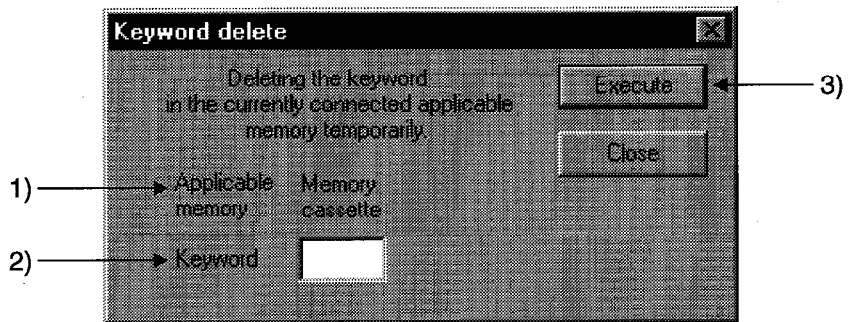 Keyword delete
Deleting the keyword
in the currently connected applicable
memory temporarily.
Execute
3)
Close
1)
Applicable Memory
memory cassette
2)
Keyword